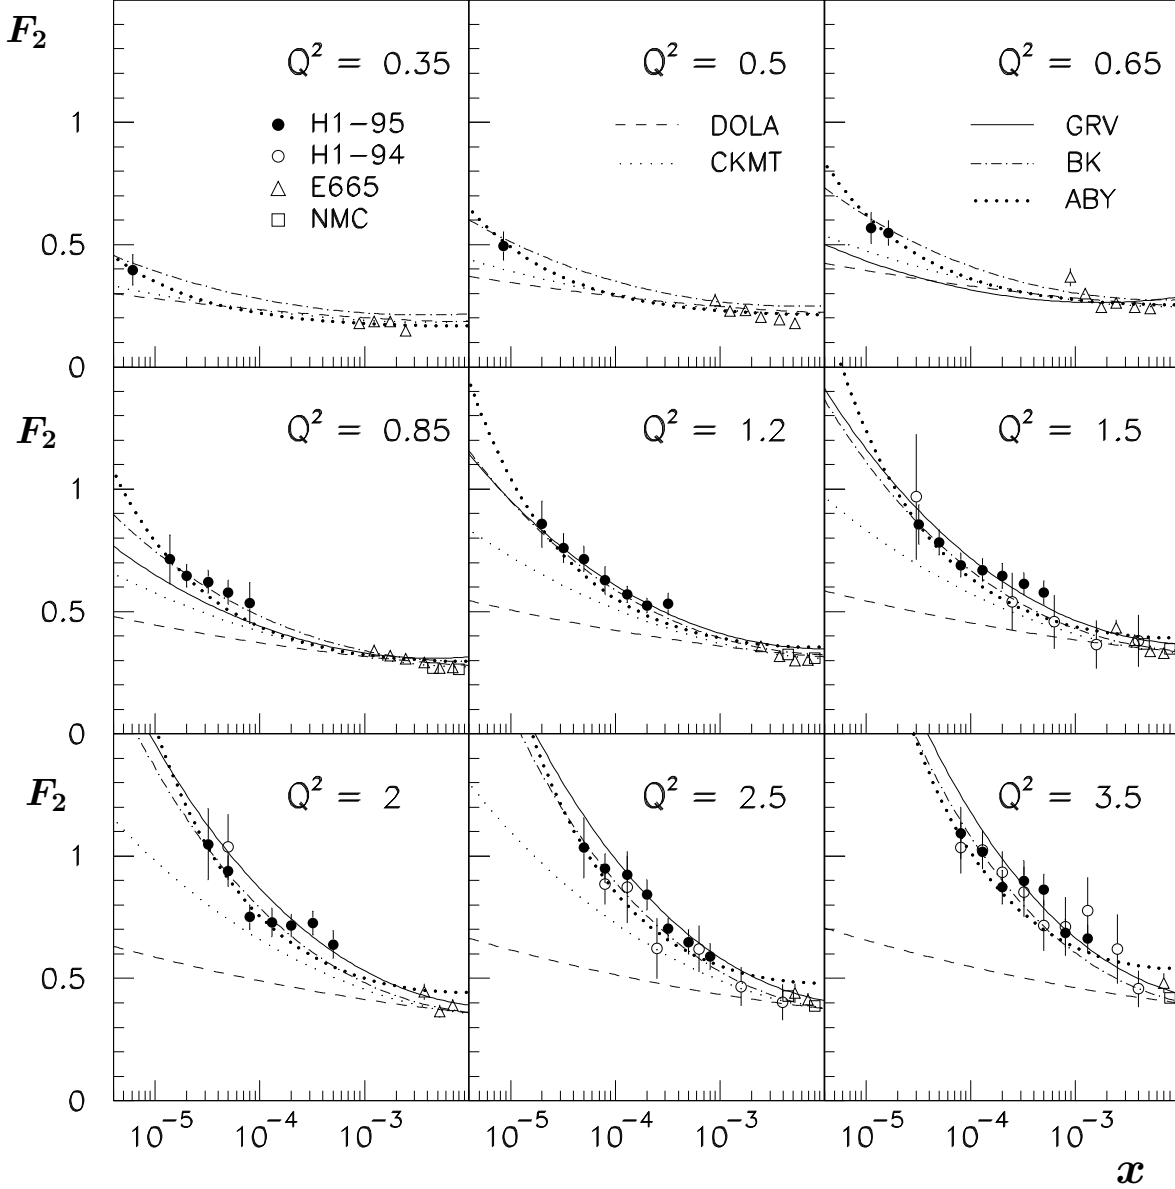 F₂
Q² = 0.35
Q² = 0.5
Q² = 0.65
H1-95
H1-94
E665
NMC
DOLA
CKMT
GRV
BK
ABY
1
0.5
0
F₂
Q² = 0.85
Q² = 1.2
Q² = 1.5
1
0.5
0
F₂
Q² = 2
Q² = 2.5
Q² = 3.5
1
0.5
0
10⁻⁵ 10⁻⁴ 10⁻³ 10⁻⁵ 10⁻⁴ 10⁻³ 10⁻⁵ 10⁻⁴ 10⁻³
x